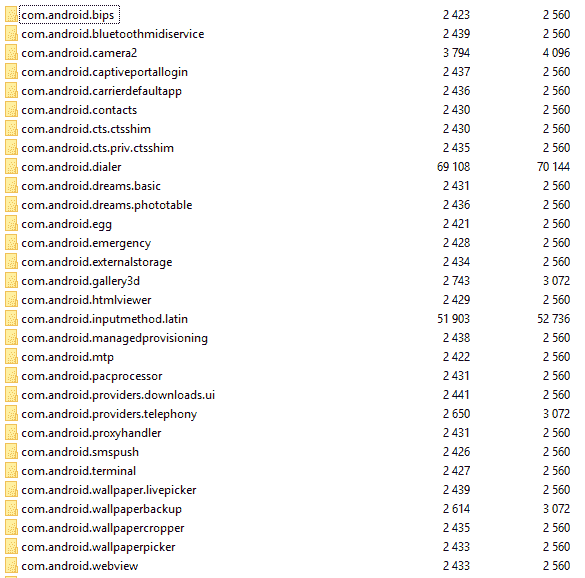 com.android.bips 2 423 2 560
com.android.bluetoothmidiservice 2 439 2 560
com.android.camera2 3 794 4 096
com.android.captiveportallogin 2 437 2 560
com.android.carrierdefaultapp 2 436 2 560
com.android.contacts 2 430 2 560
com.android.cts.ctsshim 2 430 2 560
com.android.cts.priv.ctsshim 2 435 2 560
com.android.dialer 69 108 70 144
com.android.dreams.basic 2 431 2 560
com.android.dreams.phototable 2 436 2 560
com.android.egg 2 421 2 560
com.android.emergency 2 428 2 560
com.android.externalstorage 2 434 2 560
com.android.gallery3d 2 743 3 072
com.android.htmlviewer 2 429 2 560
com.android.inputmethod.latin 51 903 52 736
com.android.managedprovisioning 2 438 2 560
com.android.mtp 2 422 2 560
com.android.pacprocessor 2 431 2 560
com.android.providers.downloads.ui 2 441 2 560
com.android.providers.telephony 2 650 3 072
com.android.proxyhandler 2 431 2 560
com.android.smspush 2 426 2 560
com.android.terminal 2 427 2 560
com.android.wallpaper.livepicker 2 439 2 560
com.android.wallpaperbackup 2 614 3 072
com.android.wallpapercropper 2 435 2 560
com.android.wallpaperpicker 2 433 2 560
com.android.webview 2 433 2 560